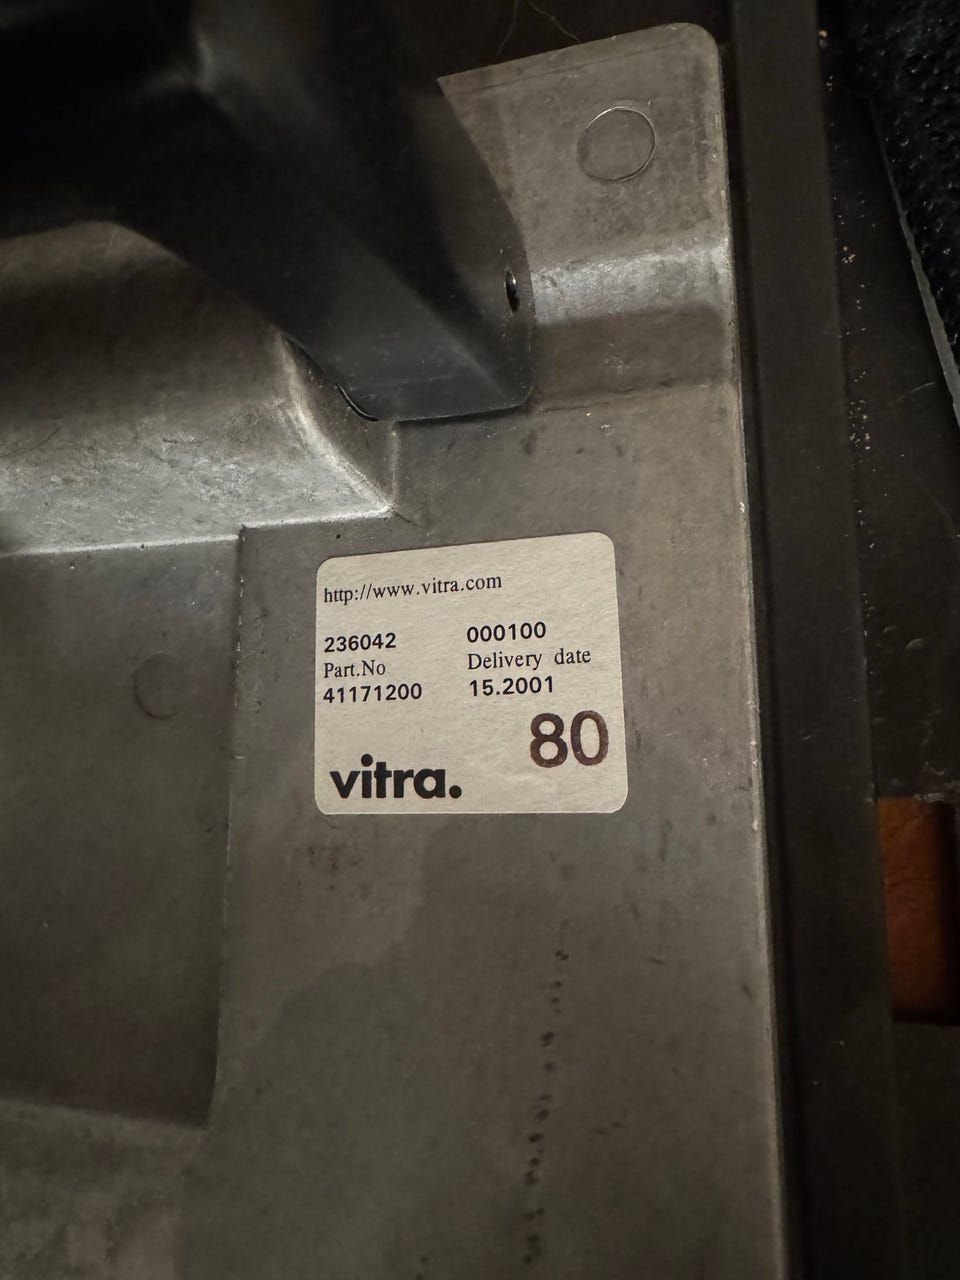 http://www.vitra.com
236042 000100
Part.No Delivery date
41171200 15.2001
80
vitra.